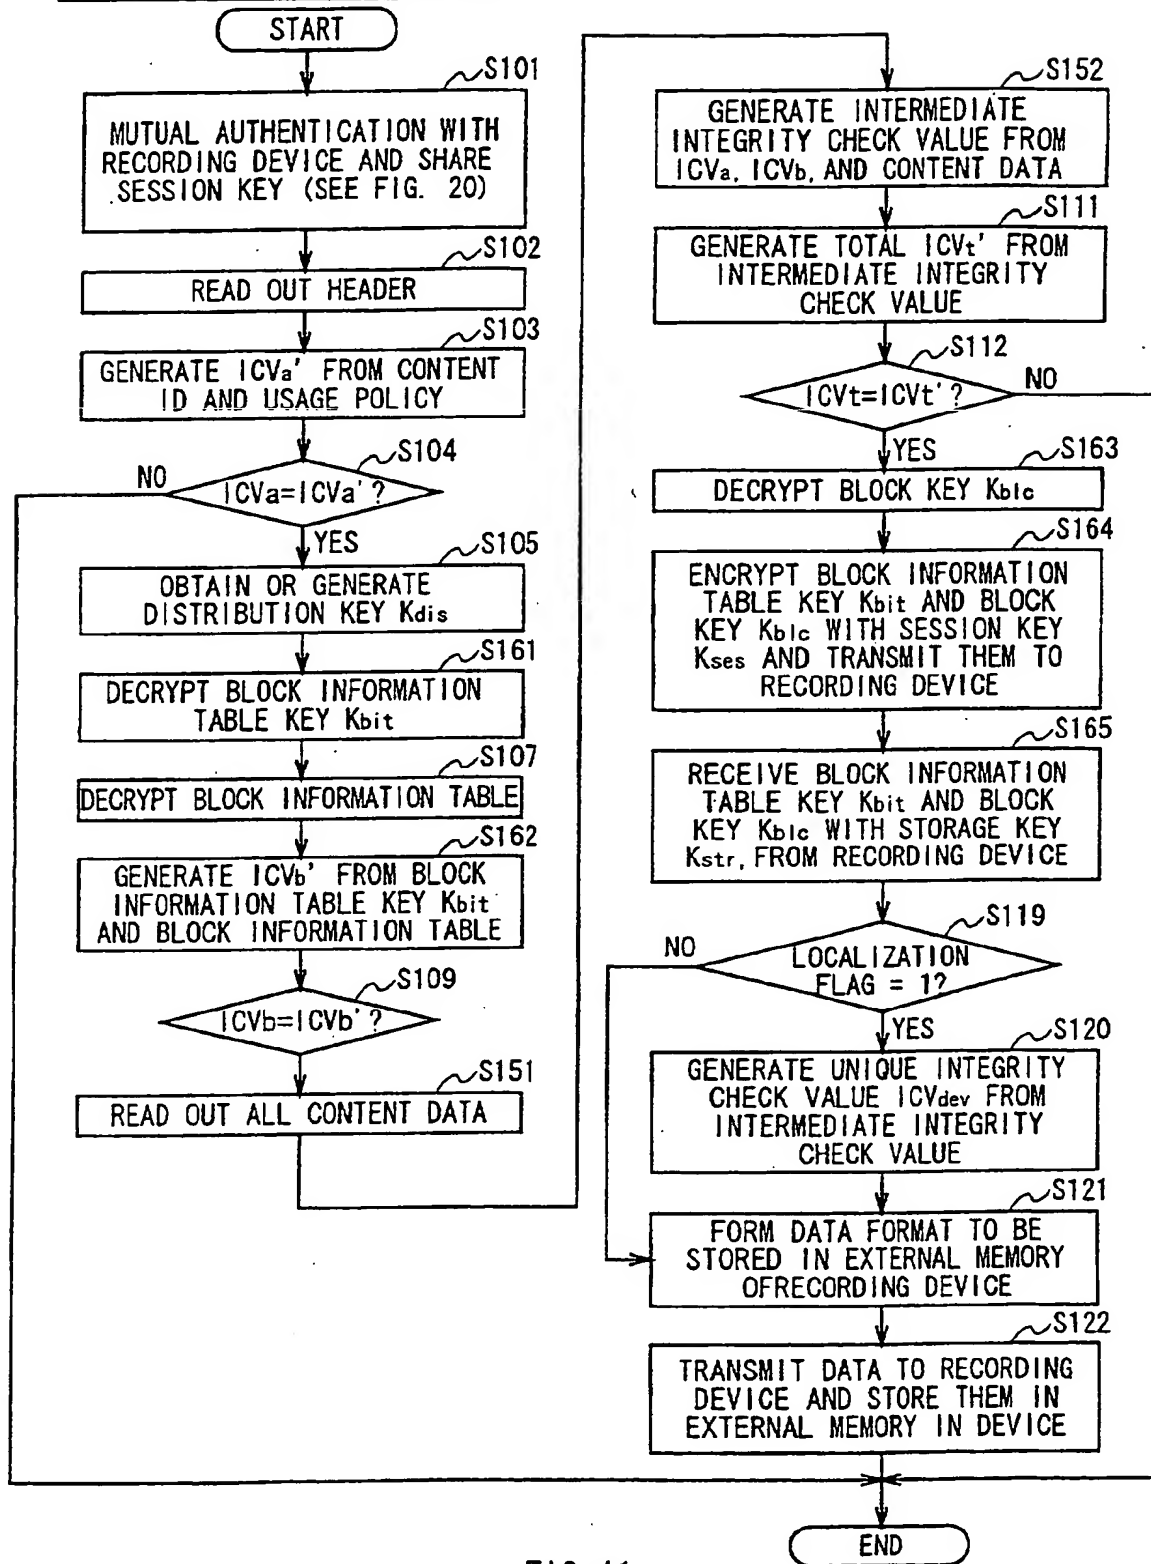 START
S101
MUTUAL AUTHENTICATION WITH
RECORDING DEVICE AND SHARE
SESSION KEY (SEE FIG. 20)
S102
READ OUT HEADER
S103
GENERATE ICVa' FROM CONTENT
ID AND USAGE POLICY
S104
NO
ICVa=ICVa'?
YES
S105
OBTAIN OR GENERATE
DISTRIBUTION KEY Kdis
S161
DECRYPT BLOCK INFORMATION
TABLE KEY Kbit
S107
DECRYPT BLOCK INFORMATION TABLE
S162
GENERATE ICVb' FROM BLOCK
INFORMATION TABLE KEY Kbit
AND BLOCK INFORMATION TABLE
S109
ICVb=ICVb'?
S151
READ OUT ALL CONTENT DATA
S152
GENERATE INTERMEDIATE
INTEGRITY CHECK VALUE FROM
ICVa, ICVb, AND CONTENT DATA
S111
GENERATE TOTAL ICVt' FROM
INTERMEDIATE INTEGRITY
CHECK VALUE
S112
ICVt=ICVt'?
NO
YES
S163
DECRYPT BLOCK KEY Kblc
S164
ENCRYPT BLOCK INFORMATION
TABLE KEY Kbit AND BLOCK
KEY Kblc WITH SESSION KEY
Kses AND TRANSMIT THEM TO
RECORDING DEVICE
S165
RECEIVE BLOCK INFORMATION
TABLE KEY Kbit AND BLOCK
KEY Kblc WITH STORAGE KEY
Kstr, FROM RECORDING DEVICE
S119
NO
LOCALIZATION
FLAG = 1?
YES
S120
GENERATE UNIQUE INTEGRITY
CHECK VALUE ICVdev FROM
INTERMEDIATE INTEGRITY
CHECK VALUE
S121
FORM DATA FORMAT TO BE
STORED IN EXTERNAL MEMORY
OFRECORDING DEVICE
S122
TRANSMIT DATA TO RECORDING
DEVICE AND STORE THEM IN
EXTERNAL MEMORY IN DEVICE
END